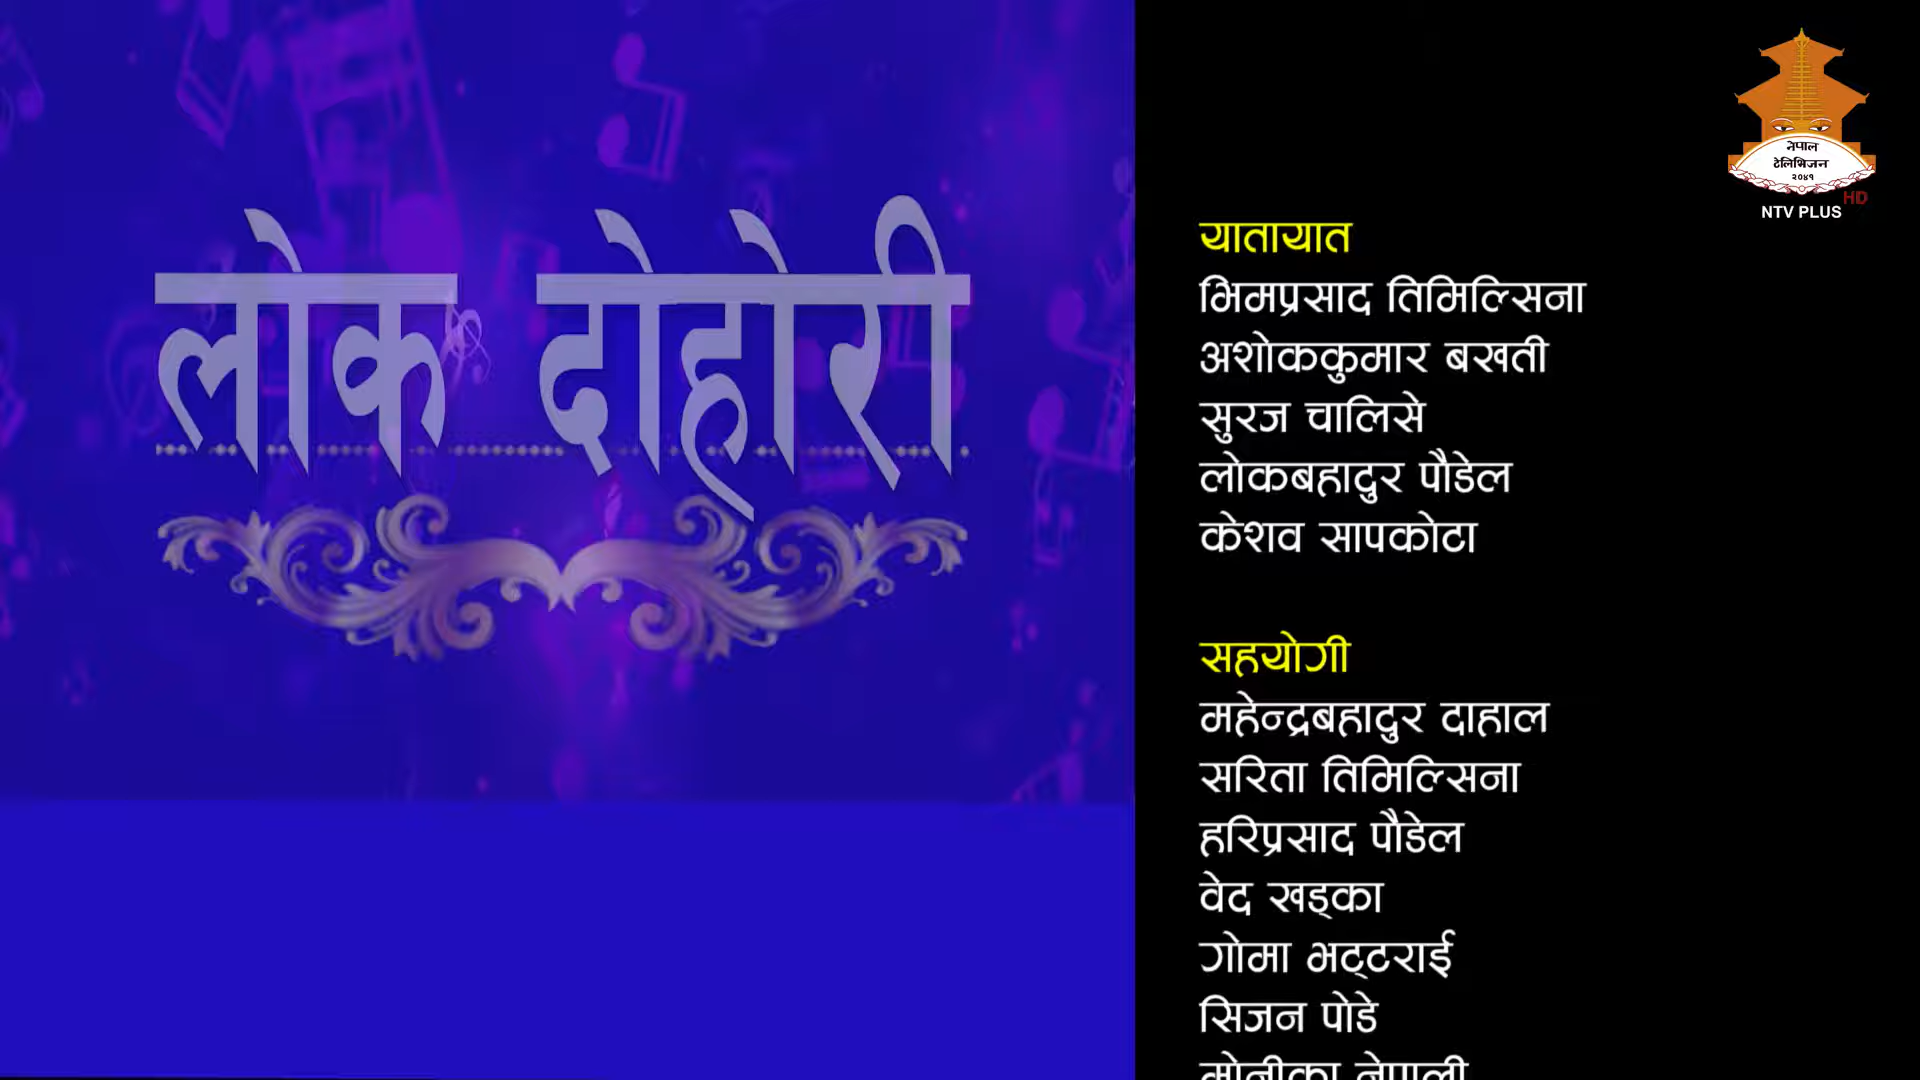 लोक दोहोरी
नेपाल
टेलिभिजन
२०४१
HD
NTV PLUS
यातायात
भिमप्रसाद तिमिल्सिना
अशोककुमार बखती
सुरज चालिसे
लोकबहादुर पौडेल
केशव सापकोटा
सहयोगी
महेन्द्रबहादुर दाहाल
सरिता तिमिल्सिना
हरिप्रसाद पौडेल
वेद खड्का
गोमा भट्टराई
सिजन पोडे
मोनीका नेपाली